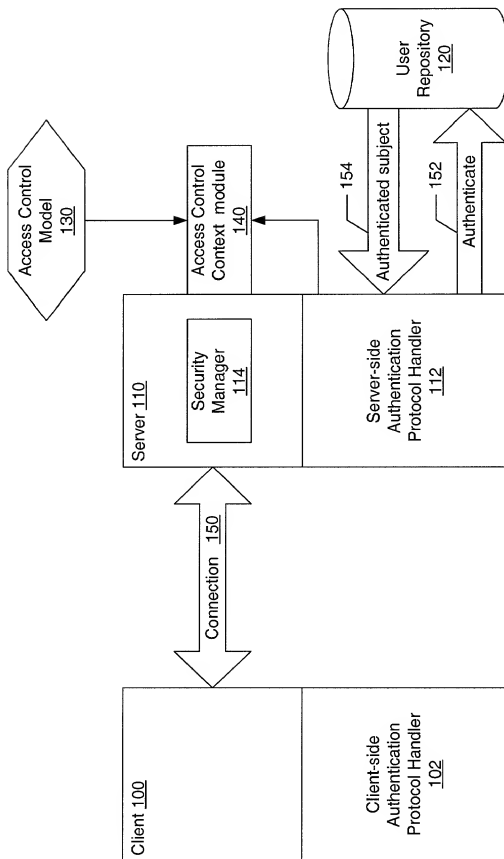 Client 100
Client-side
Authentication
Protocol Handler
102
Connection 150
Server 110
Security
Manager
114
Server-side
Authentication
Protocol Handler
112
Access Control
Model
130
Access Control
Context module
140
154
Authenticated subject
152
Authenticate
User
Repository
120